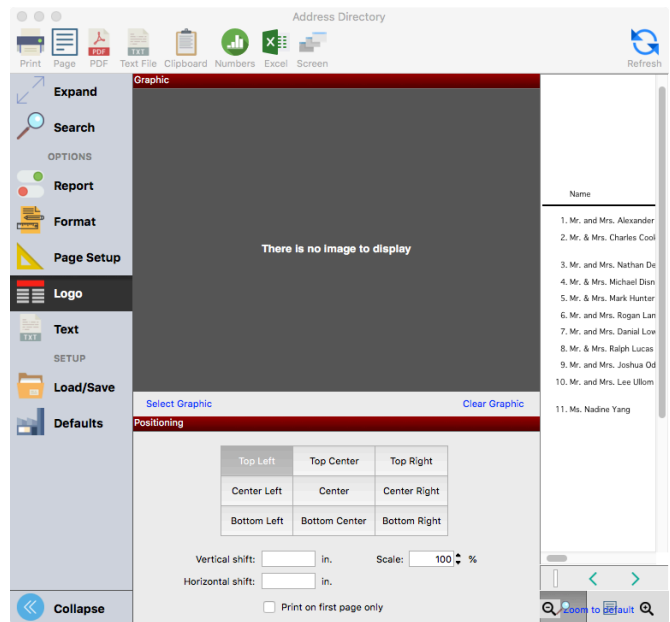 Address Directory
Print Page PDF Text File Clipboard Numbers Excel Screen Refresh
PDF
TXT
Expand
Search
OPTIONS
Report
Format
Page Setup
Logo
Text
TXT
SETUP
Load/Save
Defaults
Collapse
Graphic
There is no image to display
Select Graphic Clear Graphic
Positioning
Top Left Top Center Top Right
Center Left Center Center Right
Bottom Left Bottom Center Bottom Right
Vertical shift: in. Scale: 100 %
Horizontal shift: in.
Print on first page only
Name
1. Mr. and Mrs. Alexander
2. Mr. & Mrs. Charles Cool
3. Mr. and Mrs. Nathan De
4. Mr. & Mrs. Michael Disn
5. Mr. & Mrs. Mark Hunter
6. Mr. and Mrs. Rogan Lan
7. Mr. and Mrs. Danial Low
8. Mr. & Mrs. Ralph Lucas
9. Mr. and Mrs. Joshua Od
10. Mr. and Mrs. Lee Ullom
11. Ms. Nadine Yang
Zoom to default